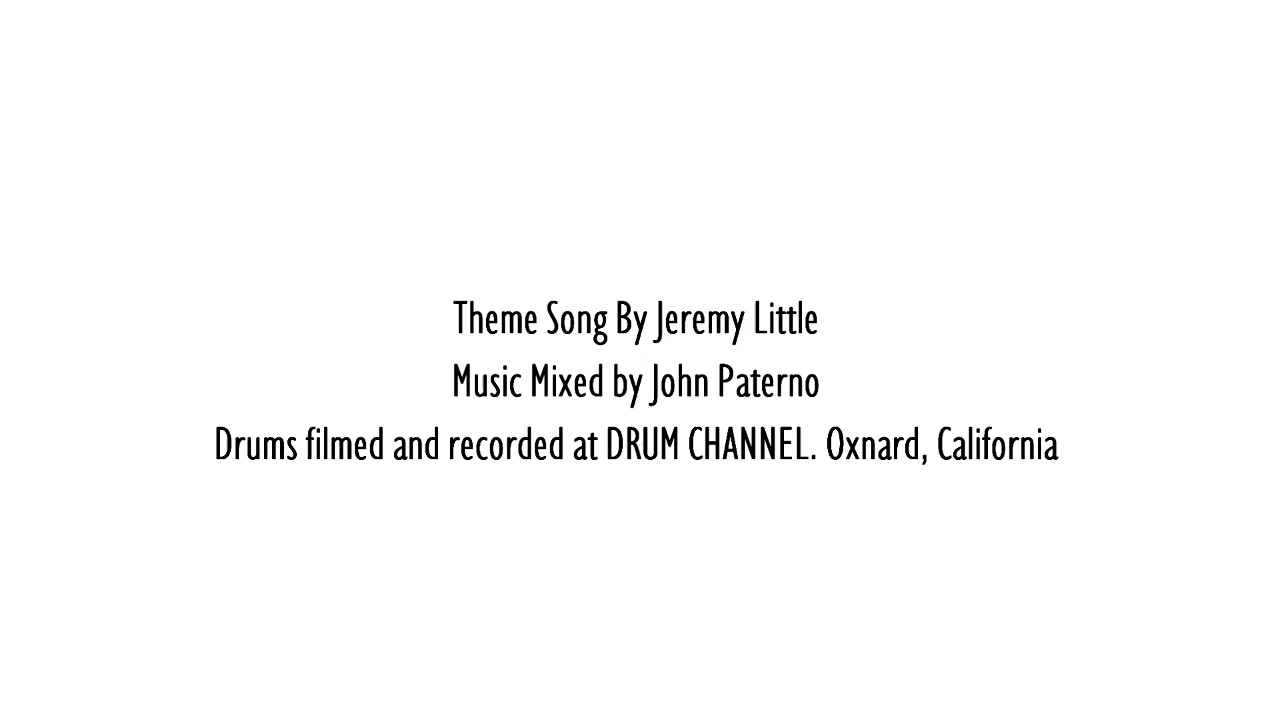 Theme Song By Jeremy Little
Music Mixed by John Paterno
Drums filmed and recorded at DRUM CHANNEL. Oxnard, California